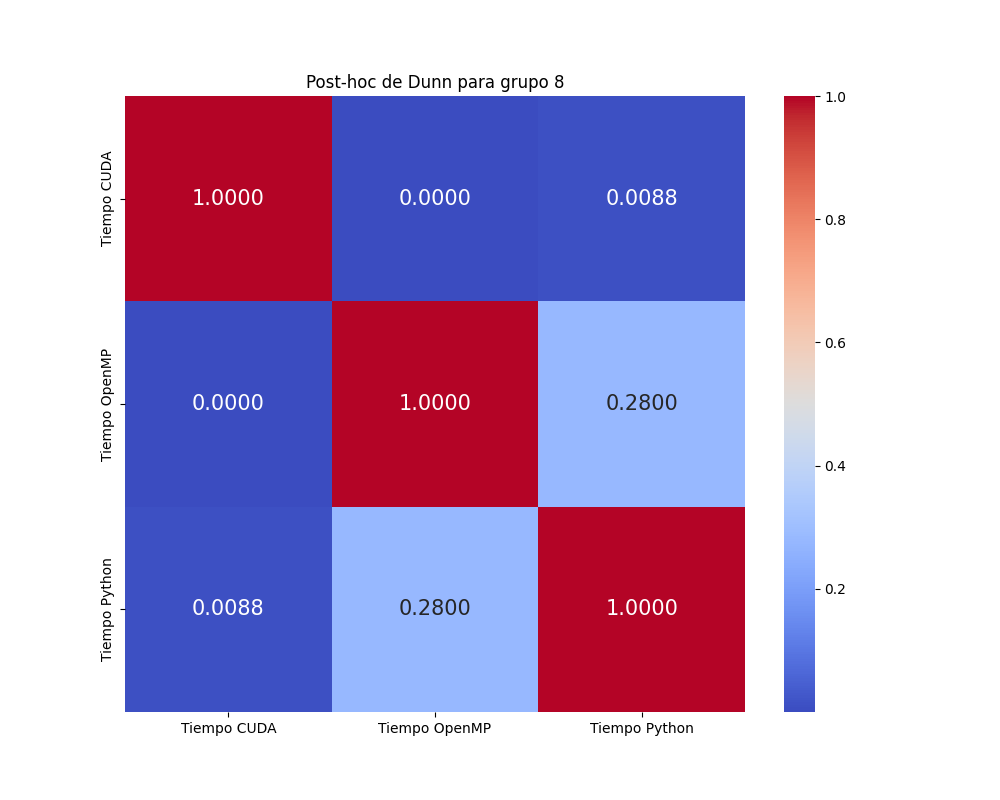 Post-hoc de Dunn para grupo 8
Tiempo CUDA
1.0000 0.0000 0.0088
Tiempo OpenMP
0.0000 1.0000 0.2800
Tiempo Python
0.0088 0.2800 1.0000
Tiempo CUDA Tiempo OpenMP Tiempo Python
1.0
0.8
0.6
0.4
0.2